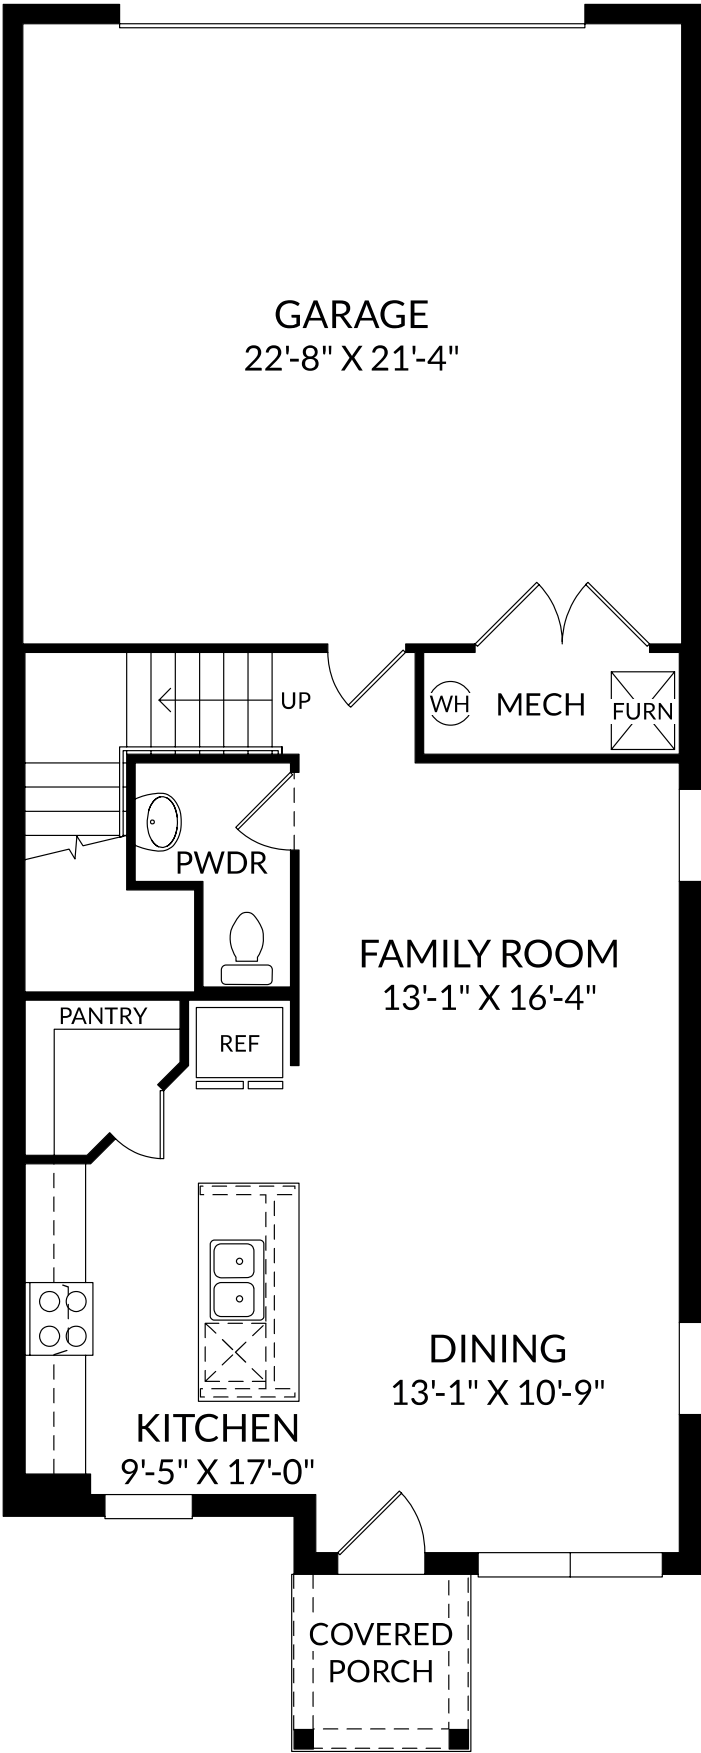 GARAGE
22'-8" X 21'-4"
UP
WH
MECH
FURN
PWDR
FAMILY ROOM
13'-1" X 16'-4"
PANTRY
REF
DINING
13'-1" X 10'-9"
KITCHEN
9'-5" X 17'-0"
COVERED
PORCH